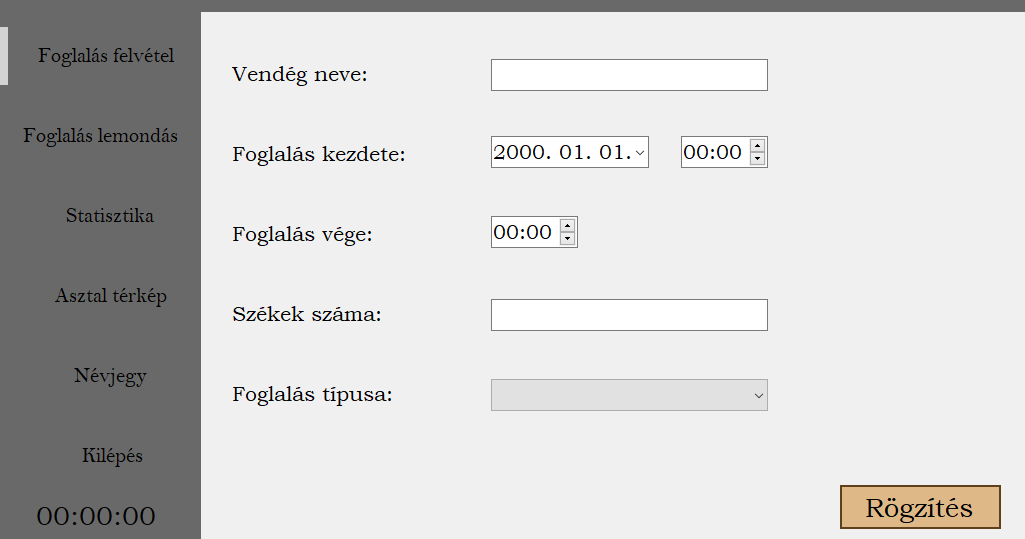 Foglalás felvétel
Foglalás lemondás
Statisztika
Asztal térkép
Névjegy
Kilépés
00:00:00
Vendég neve:
Foglalás kezdete: 2000. 01. 01. 00:00
Foglalás vége: 00:00
Székek száma:
Foglalás típusa:
Rögzítés